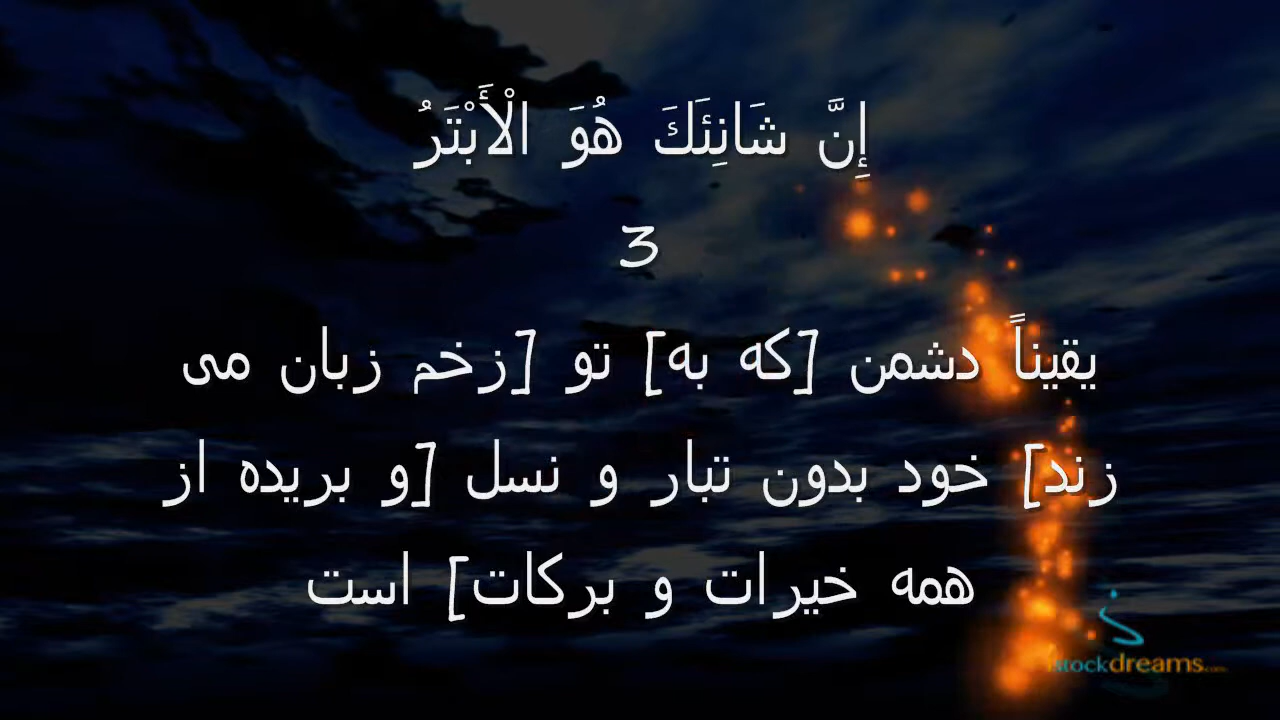 إِنَّ شَانِئَكَ هُوَ الْأَبْتَرُ
3
یقیناً دشمن [که به] تو [زخم زبان می
زند] خود بدون تبار و نسل [و بریده از
همه خیرات و برکات] است
stockdreams.com